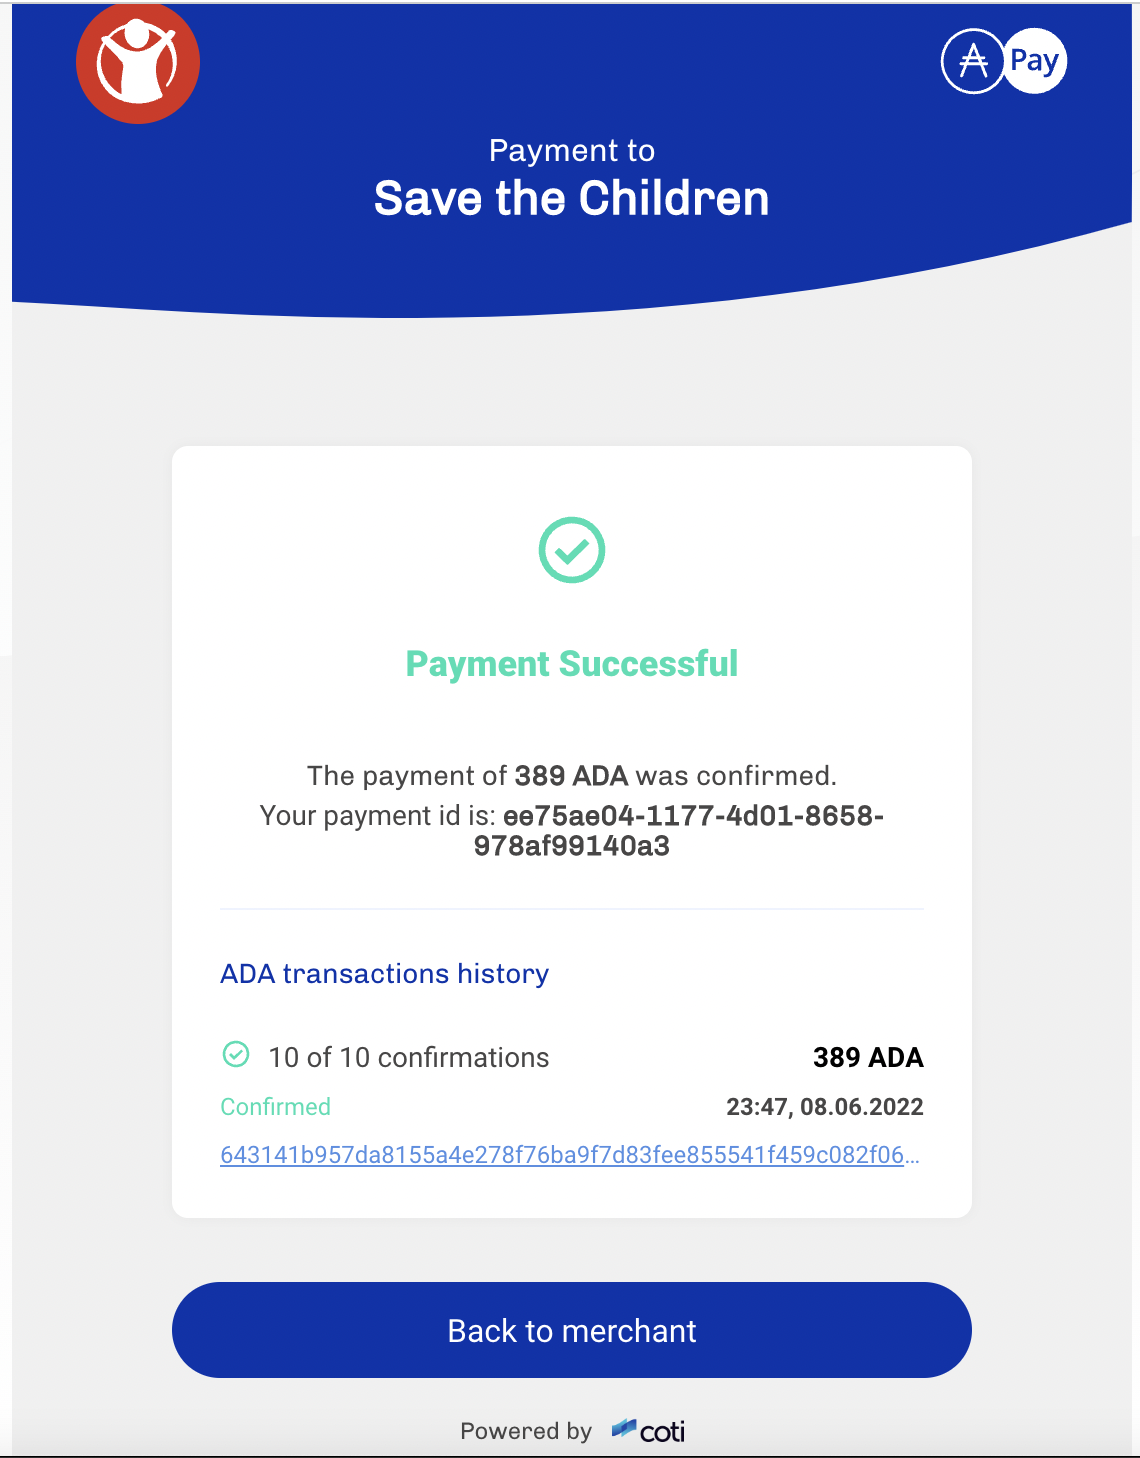 Pay
Payment to
Save the Children
Payment Successful
The payment of 389 ADA was confirmed.
Your payment id is: ee75ae04-1177-4d01-8658-
978af99140a3
ADA transactions history
10 of 10 confirmations 389 ADA
Confirmed 23:47, 08.06.2022
643141b957da8155a4e278f76ba9f7d83fee855541f459c082f06...
Back to merchant
Powered by coti